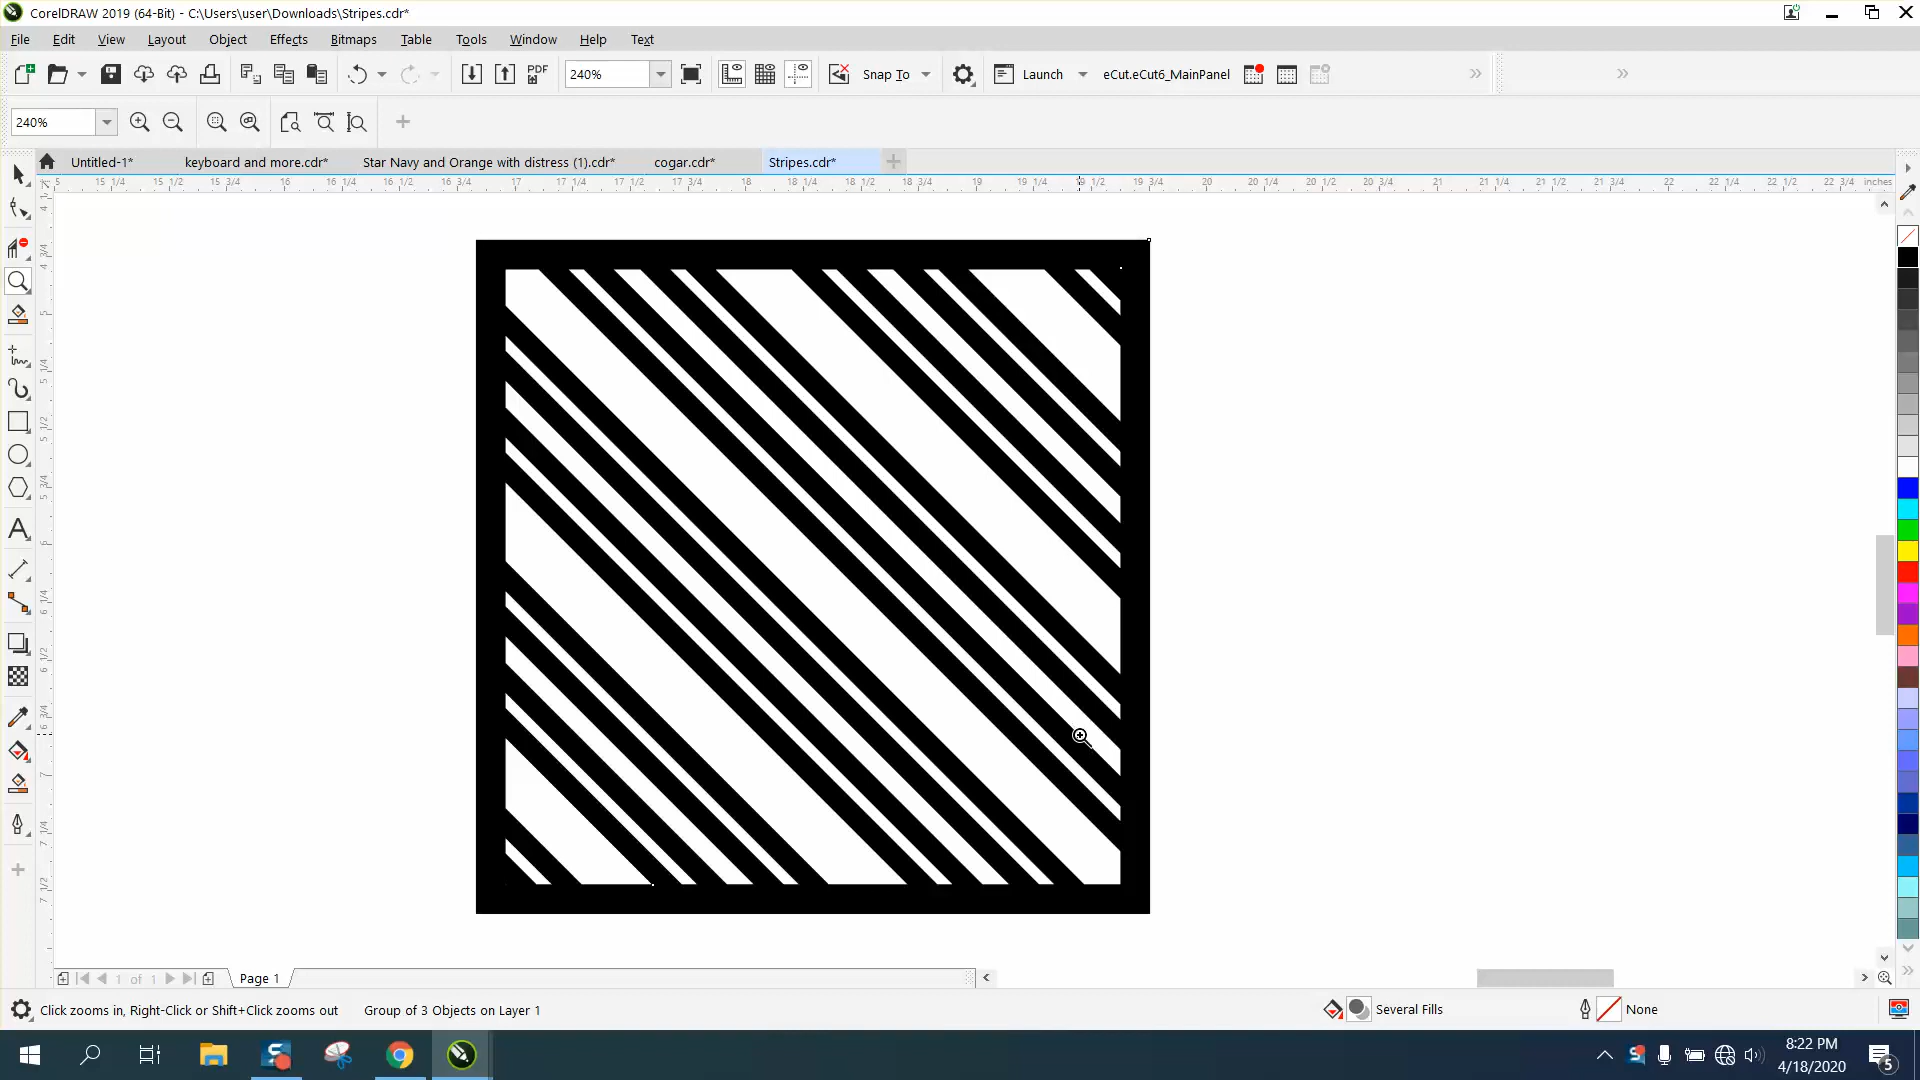 CorelDRAW 2019 (64-Bit) - C:\Users\user\Downloads\Stripes.cdr*
File Edit View Layout Object Effects Bitmaps Table Tools Window Help Text
PDF 240% Snap To Launch eCut.eCut6_MainPanel
240%
Untitled-1* keyboard and more.cdr* Star Navy and Orange with distress (1).cdr* cogar.cdr* Stripes.cdr*
5 15 1/4 15 1/2 15 3/4 16 16 1/4 16 1/2 16 3/4 17 17 1/4 17 1/2 17 3/4 18 18 1/4 18 1/2 18 3/4 19 19 1/4 19 1/2 19 3/4 20 20 1/4 20 1/2 20 3/4 21 21 1/4 21 1/2 21 3/4 22 22 1/4 22 1/2 22 3/4 inches
1 of 1 Page 1
Click zooms in, Right-Click or Shift+Click zooms out Group of 3 Objects on Layer 1 Several Fills None
8:22 PM
4/18/2020
5